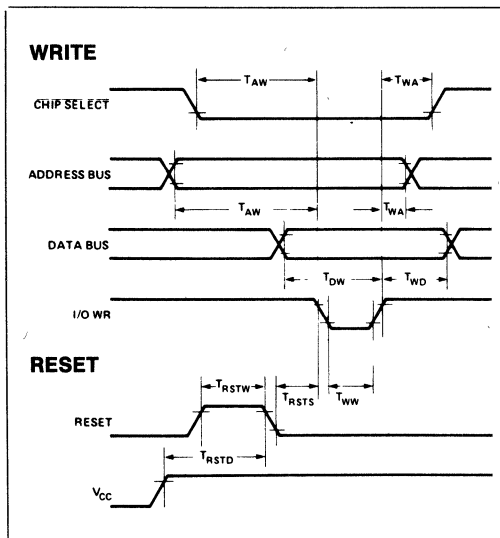 WRITE
T_AW T_WA
CHIP SELECT
ADDRESS BUS
T_AW T_WA
DATA BUS
T_DW T_WD
I/O WR
RESET
T_RSTW T_RSTS T_WW
RESET
T_RSTD
V_CC